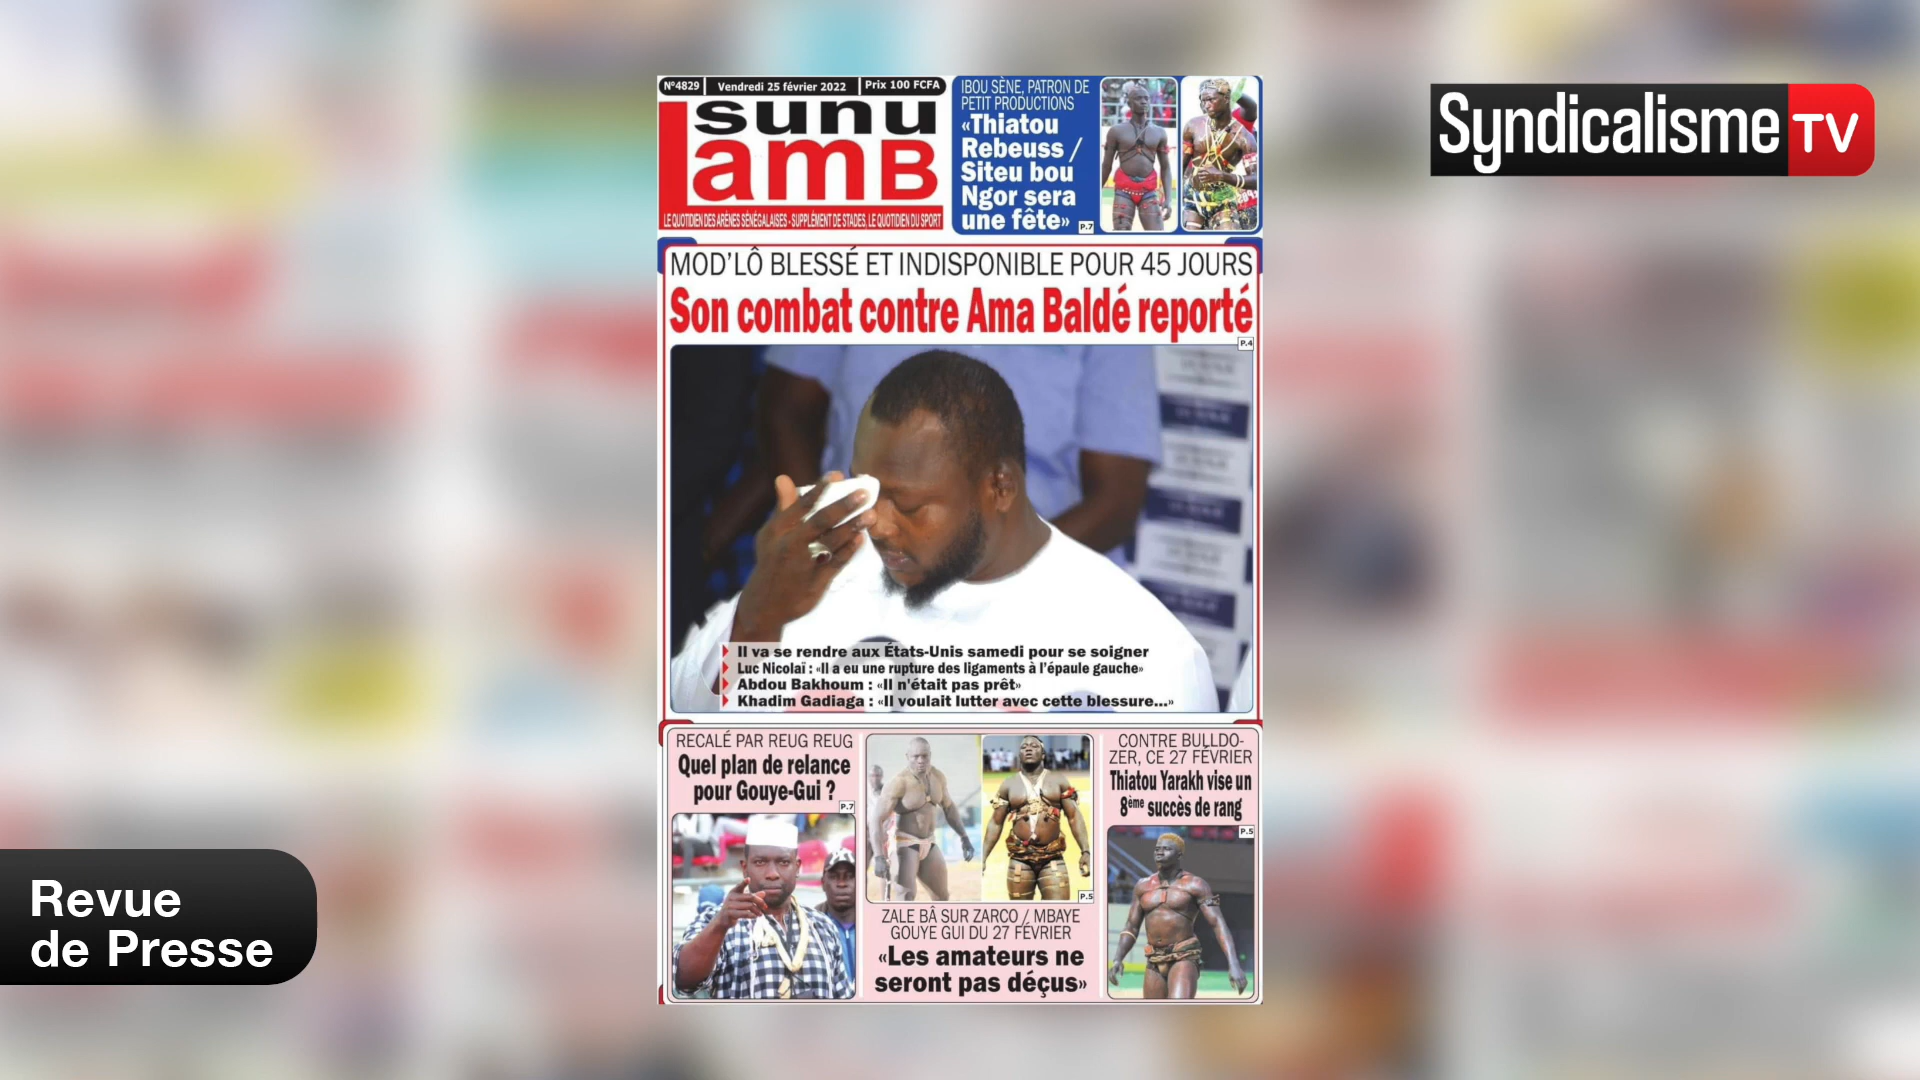 Syndicalisme TV
N°4829
Vendredi 25 février 2022
Prix 100 FCFA
sunu
LamB
LE QUOTIDIEN DES ARÈNES SÉNÉGALAISES - SUPPLÉMENT DE STADES, LE QUOTIDIEN DU SPORT
IBOU SÈNE, PATRON DE
PETIT PRODUCTIONS
«Thiatou
Rebeuss /
Siteu bou
Ngor sera
une fête»
P.7
MOD'LÔ BLESSÉ ET INDISPONIBLE POUR 45 JOURS
Son combat contre Ama Baldé reporté
P.4
Il va se rendre aux États-Unis samedi pour se soigner
Luc Nicolaï : «Il a eu une rupture des ligaments à l'épaule gauche»
Abdou Bakhoum : «Il n'était pas prêt»
Khadim Gadiaga : «Il voulait lutter avec cette blessure...»
RECALÉ PAR REUG REUG
Quel plan de relance
pour Gouye-Gui ?
P.7
P.5
ZALE BÂ SUR ZARCO / MBAYE
GOUYE GUI DU 27 FÉVRIER
«Les amateurs ne
seront pas déçus»
CONTRE BULLDO-
ZER, CE 27 FÉVRIER
Thiatou Yarakh vise un
8ème succès de rang
P.5
Revue
de Presse